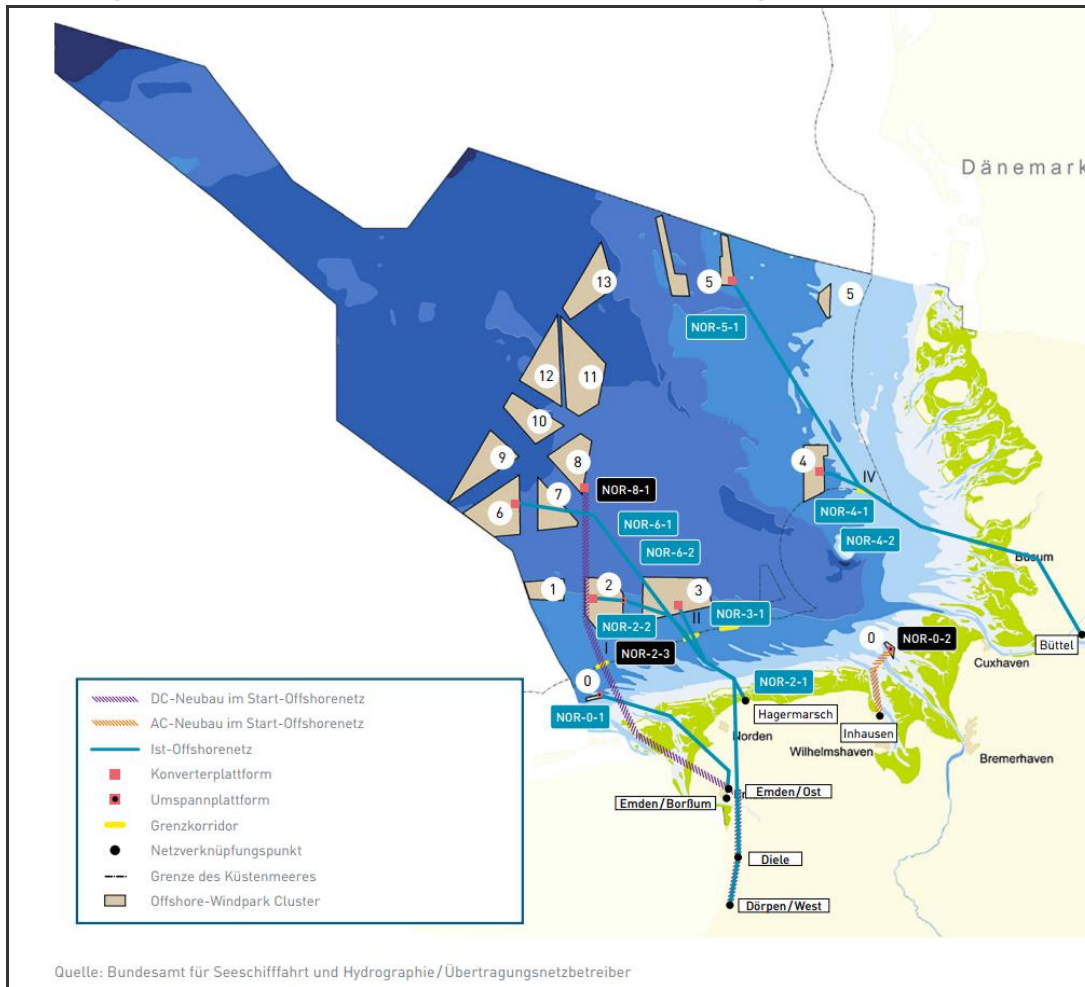 Dänemark
13
5
5
NOR-5-1
12
11
10
9
8
4
IV
NOR-8-1
7
6
NOR-4-1
NOR-6-1
NOR-4-2
NOR-6-2
Büsum
1
2
3
II
NOR-3-1
NOR-2-2
0
NOR-0-2
Büttel
I
NOR-2-3
Cuxhaven
0
NOR-2-1
NOR-0-1
Hagermarsch
Norden
Inhausen
Wilhelmshaven
Bremerhaven
Emden/Ost
Emden/Borßum
Diele
Dörpen/West
DC-Neubau im Start-Offshorenetz
AC-Neubau im Start-Offshorenetz
Ist-Offshorenetz
Konverterplattform
Umspannplattform
Grenzkorridor
Netzverknüpfungspunkt
Grenze des Küstenmeeres
Offshore-Windpark Cluster
Quelle: Bundesamt für Seeschifffahrt und Hydrographie/Übertragungsnetzbetreiber